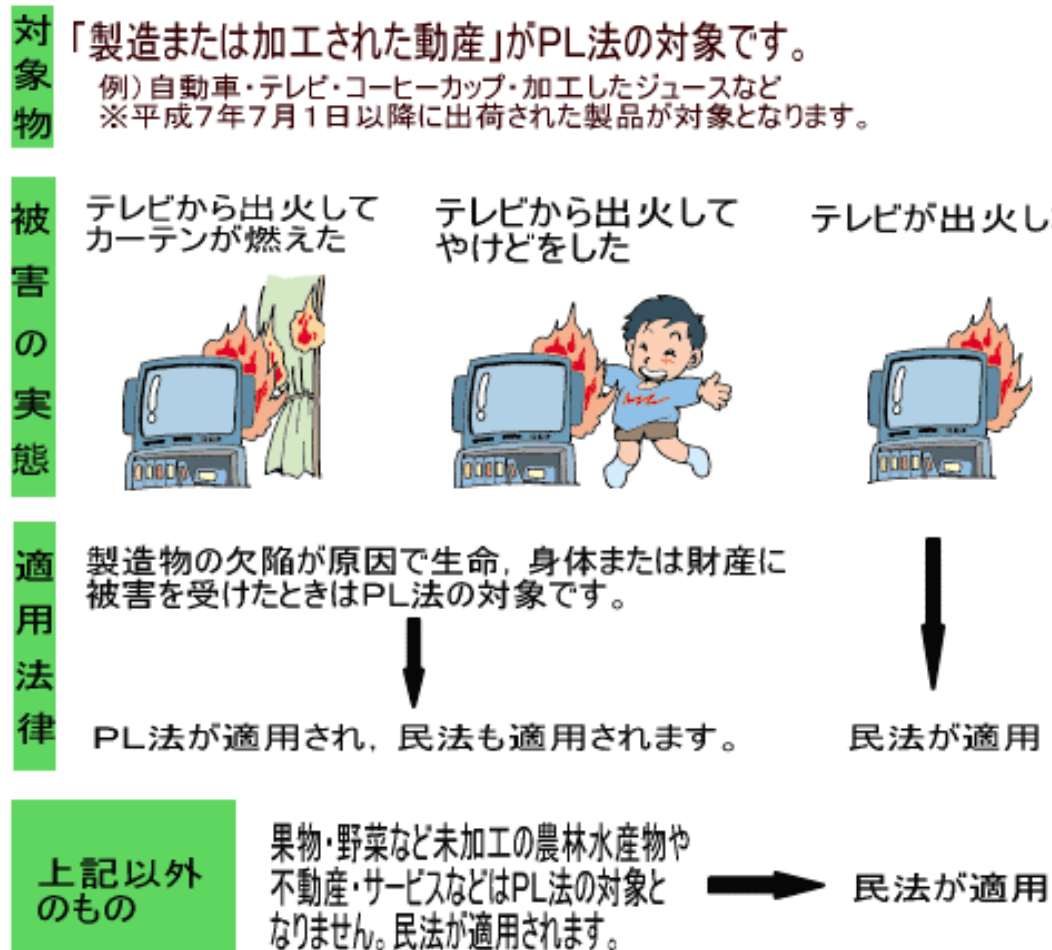 対象物
「製造または加工された動産」がPL法の対象です。
例)自動車・テレビ・コーヒーカップ・加工したジュースなど
※平成7年7月1日以降に出荷された製品が対象となります。
被害の実態
テレビから出火して
カーテンが燃えた
テレビから出火して
やけどをした
テレビが出火し
適用法律
製造物の欠陥が原因で生命,身体または財産に
被害を受けたときはPL法の対象です。
PL法が適用され,民法も適用されます。
民法が適用
上記以外
のもの
果物・野菜など未加工の農林水産物や
不動産・サービスなどはPL法の対象と
なりません。民法が適用されます。
民法が適用